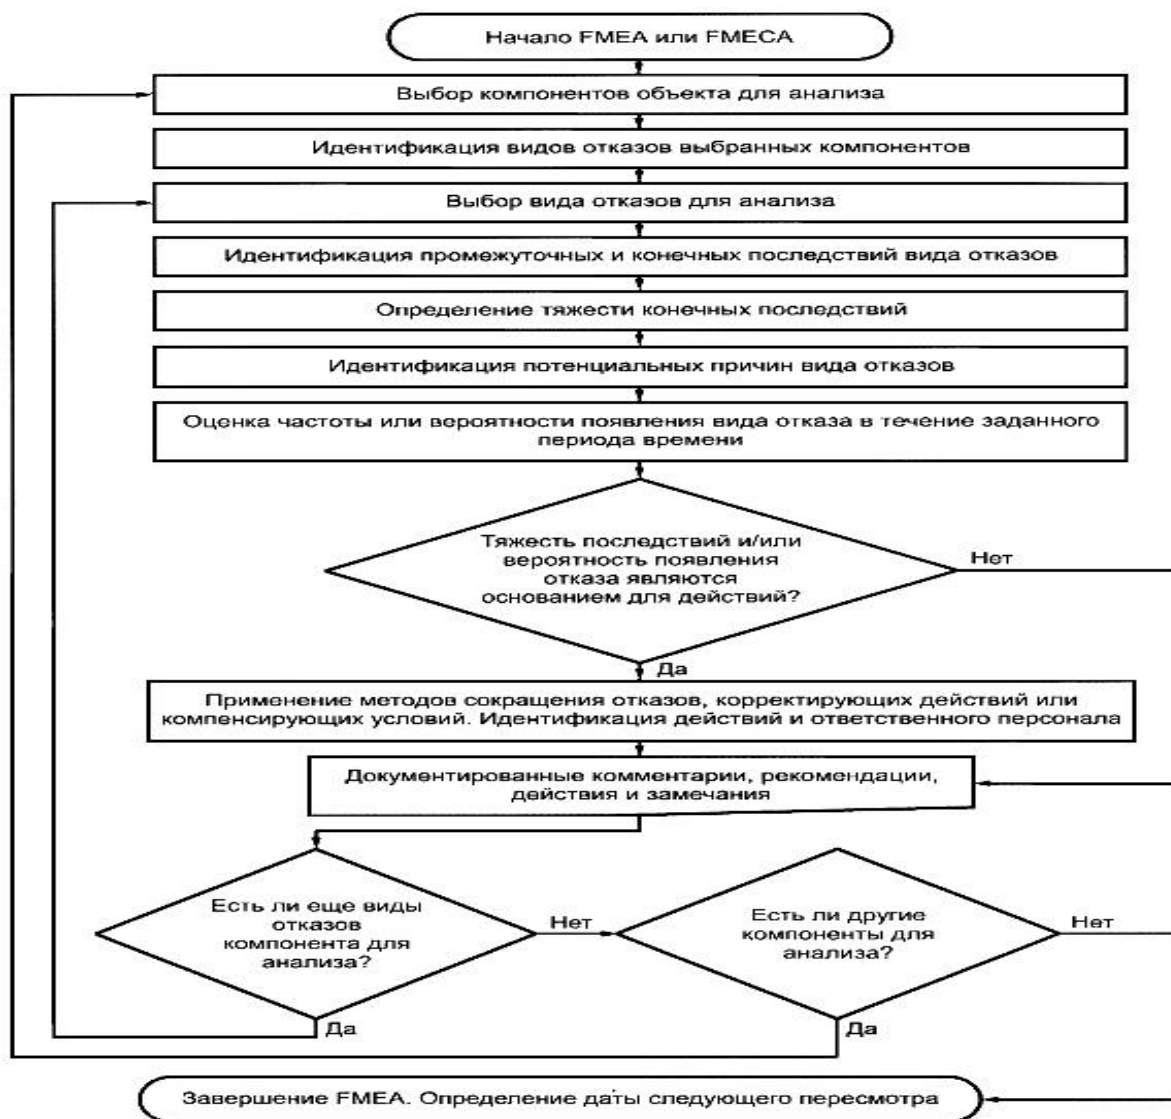 Начало FMEA или FMECA
Выбор компонентов объекта для анализа
Идентификация видов отказов выбранных компонентов
Выбор вида отказов для анализа
Идентификация промежуточных и конечных последствий вида отказов
Определение тяжести конечных последствий
Идентификация потенциальных причин вида отказов
Оценка частоты или вероятности появления вида отказа в течение заданного
периода времени
Тяжесть последствий и/или
вероятность появления
отказа являются
основанием для действий?
Нет
Да
Применение методов сокращения отказов, корректирующих действий или
компенсирующих условий. Идентификация действий и ответственного персонала
Документированные комментарии, рекомендации,
действия и замечания
Есть ли еще виды
отказов
компонента для
анализа?
Нет
Да
Есть ли другие
компоненты для
анализа?
Нет
Да
Завершение FMEA. Определение даты следующего пересмотра